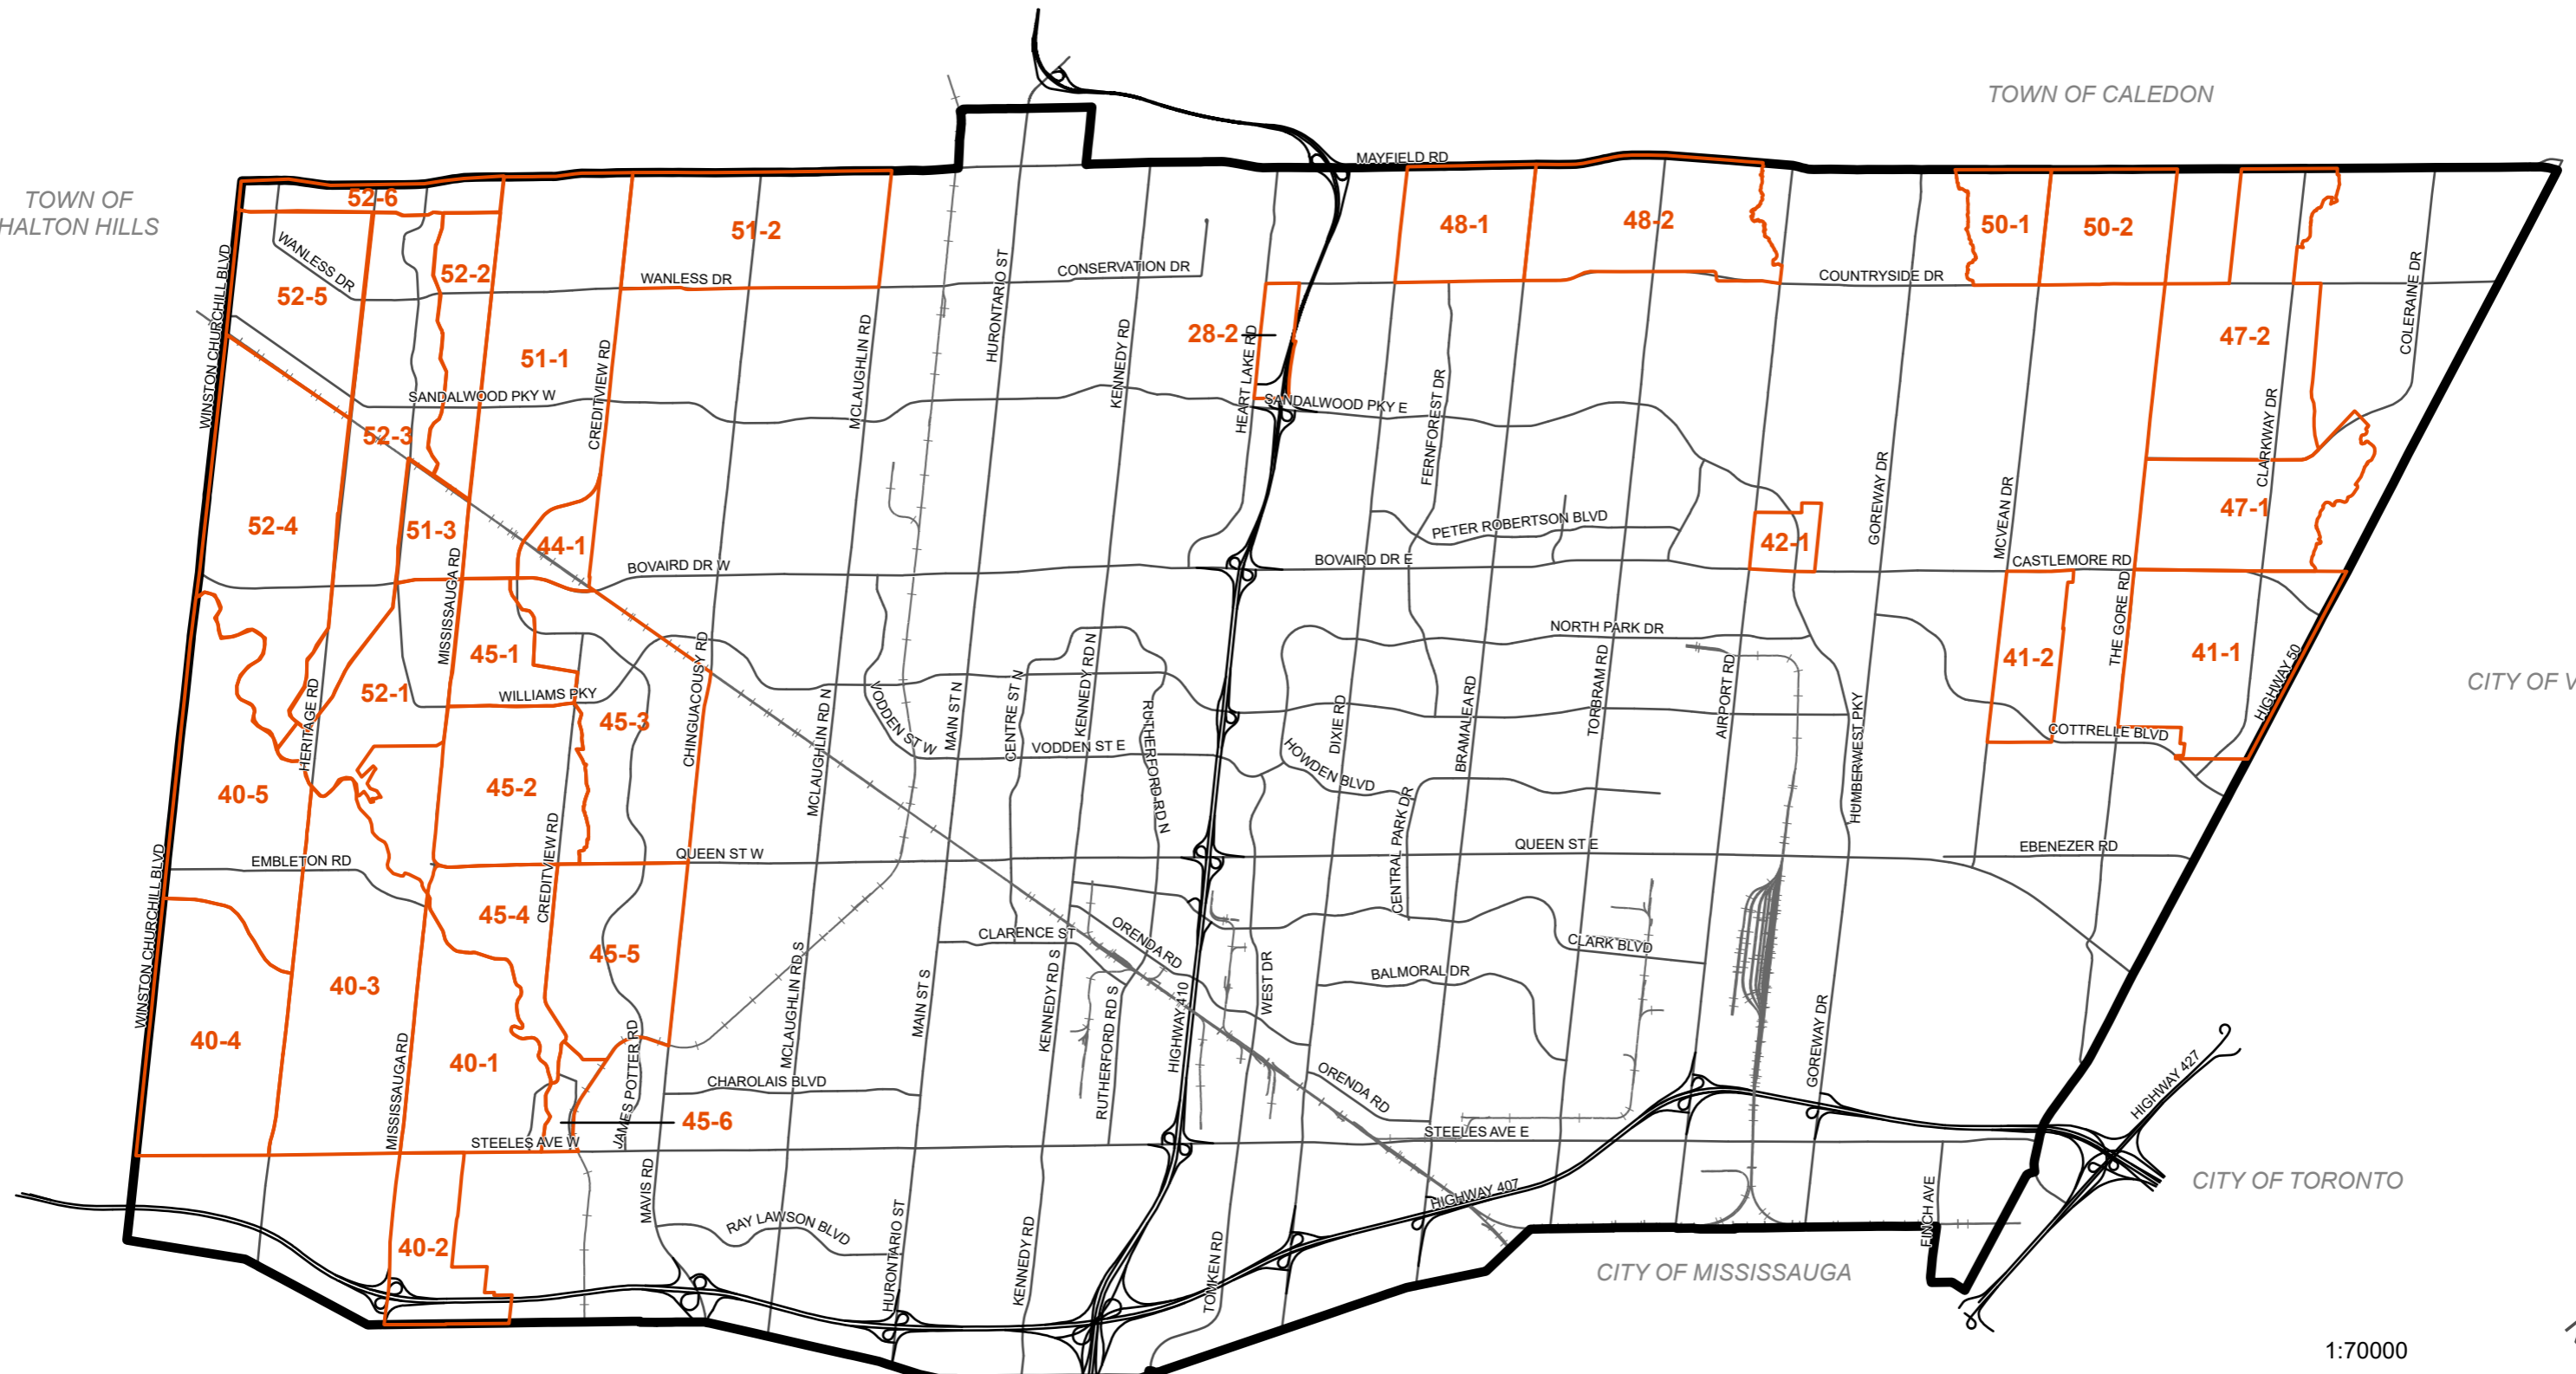 TOWN OF CALEDON
MAYFIELD RD
TOWN OF
HALTON HILLS
52-6
51-2
48-1
48-2
50-1
50-2
WANLESS DR
52-5
52-2
WANLESS DR
CONSERVATION DR
COUNTRYSIDE DR
WINSTON CHURCHILL BLVD
HURONTARIO ST
COLERAINE DR
28-2
47-2
51-1
CREDITVIEW RD
MCLAUGHLIN RD
KENNEDY RD
HEART LAKE RD
FERNFOREST DR
SANDALWOOD PKY W
SANDALWOOD PKY E
CLARKWAY DR
52-3
52-4
51-3
44-1
PETER ROBERTSON BLVD
42-1
GOREWAY DR
MCVEAN DR
47-1
BOVAIRD DR W
BOVAIRD DR E
CASTLEMORE RD
MISSISSAUGA RD
THE GORE RD
45-1
NORTH PARK DR
41-2
41-1
CITY OF V
HIGHWAY 50
52-1
WILLIAMS PKY
45-3
HERITAGE RD
CHINGUACOUSY RD
MCLAUGHLIN RD N
VODDEN ST W
MAIN ST N
CENTRE ST N
KENNEDY RD N
VODDEN ST E
RUTHERFORD RD N
HOWDEN BLVD
DIXIE RD
BRAMALEA RD
TORBRAM RD
AIRPORT RD
HUMBERWEST PKY
COTTRELLE BLVD
40-5
45-2
CREDITVIEW RD
CENTRAL PARK DR
EMBLETON RD
QUEEN ST W
QUEEN ST E
EBENEZER RD
WINSTON CHURCHILL BLVD
45-4
45-5
CLARENCE ST
ORENDA RD
CLARK BLVD
BALMORAL DR
40-3
40-4
40-1
MISSISSAUGA RD
JAMES POTTER RD
MCLAUGHLIN RD S
MAIN ST S
KENNEDY RD S
RUTHERFORD RD S
HIGHWAY 410
WEST DR
GOREWAY DR
CHAROLAIS BLVD
ORENDA RD
HIGHWAY 427
45-6
STEELES AVE W
STEELES AVE E
MAVIS RD
RAY LAWSON BLVD
HURONTARIO ST
KENNEDY RD
TOMKEN RD
HIGHWAY 407
FINCH AVE
CITY OF TORONTO
40-2
CITY OF MISSISSAUGA
1:70000